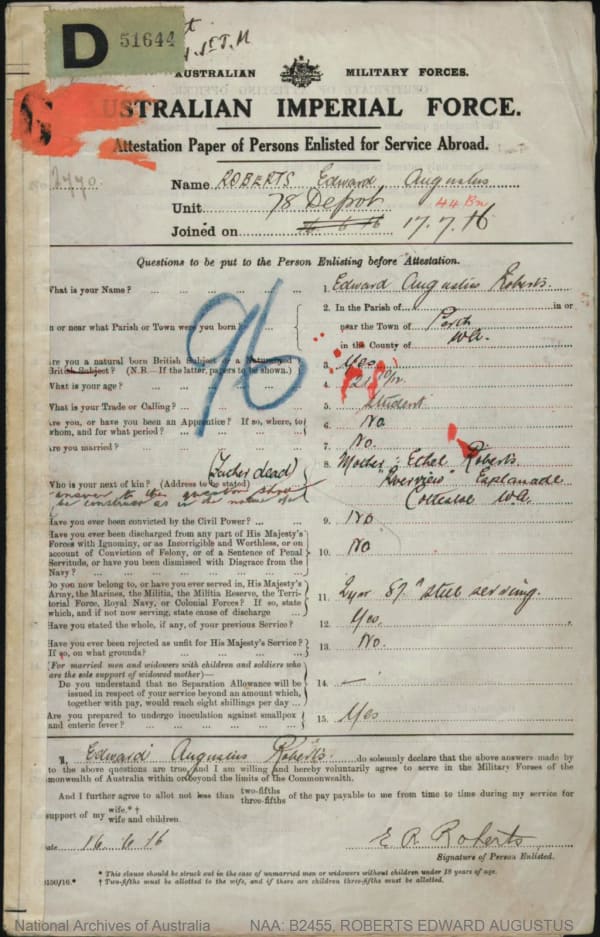 D 51644
1st T.M
AUSTRALIAN MILITARY FORCES.
AUSTRALIAN IMPERIAL FORCE.
Attestation Paper of Persons Enlisted for Service Abroad.
2770.
Name ROBERTS Edward Augustus
Unit 78 Depot 44 Bn
Joined on 16 6 16 17.7.16
Questions to be put to the Person Enlisting before Attestation.
What is your Name? ... ... ... ... 1. Edward Augustus Roberts.
2. In the Parish of in or
n or near what Parish or Town were you born? near the Town of Perth
in the County of WA.
Are you a natural born British Subject or a Naturalised
British Subject? (N.B.—If the latter, papers to be shown.) 3. Yes
What is your age? ... 4. 21
What is your Trade or Calling? ... 5. Student
Are you, or have you been an Apprentice? If so, where, to
whom, and for what period? ... 6. No
Are you married? ... 7. No.
(Father dead)
Who is your next of kin? (Address to be stated) 8. Mother: Ethel Roberts.
"Riverview" Esplanade
Cottesloe W.A.
answer to this question
be construed as in the nature of a
Have you ever been convicted by the Civil Power? ... 9. No
Have you ever been discharged from any part of His Majesty's
Forces with Ignominy, or as Incorrigible and Worthless, or on
account of Conviction of Felony, or of a Sentence of Penal
Servitude, or have you been dismissed with Disgrace from the
Navy? ... 10. No
Do you now belong to, or have you ever served in, His Majesty's
Army, the Marines, the Militia, the Militia Reserve, the Terri-
torial Force, Royal Navy, or Colonial Forces? If so, state
which, and if not now serving, state cause of discharge 11. still serving.
Have you stated the whole, if any, of your previous Service? 12. Yes.
Have you ever been rejected as unfit for His Majesty's Service?
If so, on what grounds? 13. No.
(For married men and widowers with children and soldiers who
are the sole support of widowed mother)—
Do you understand that no Separation Allowance will be
issued in respect of your service beyond an amount which,
together with pay, would reach eight shillings per day ... 14. —
Are you prepared to undergo inoculation against smallpox
and enteric fever? ... 15. Yes
96
I, Edward Augustus Roberts do solemnly declare that the above answers made by
to the above questions are true, and I am willing and hereby voluntarily agree to serve in the Military Forces of the
monwealth of Australia within or beyond the limits of the Commonwealth.
And I further agree to allot not less than two-fifths three-fifths of the pay payable to me from time to time during my service for
support of my wife.* † wife and children.
Date 16 6 16
E A Roberts
Signature of Person Enlisted.
* This clause should be struck out in the case of unmarried men or widowers without children under 18 years of age.
† Two-fifths must be allotted to the wife, and if there are children three-fifths must be allotted.
National Archives of Australia NAA: B2455, ROBERTS EDWARD AUGUSTUS